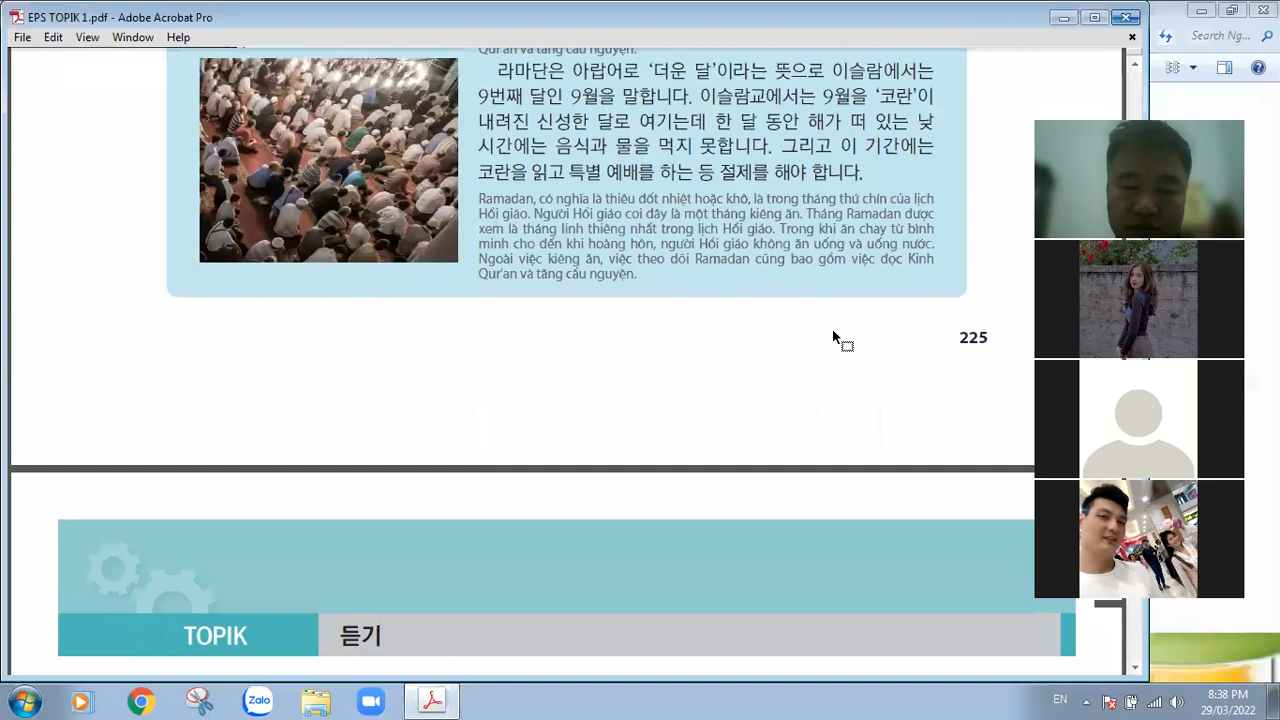 EPS TOPIK 1.pdf - Adobe Acrobat Pro
File Edit View Window Help
Search Ng...
Qur'an và tăng cầu nguyện.
라마단은 아랍어로 ‘더운 달’이라는 뜻으로 이슬람에서는
9번째 달인 9월을 말합니다. 이슬람교에서는 9월을 ‘코란’이
내려진 신성한 달로 여기는데 한 달 동안 해가 떠 있는 낮
시간에는 음식과 물을 먹지 못합니다. 그리고 이 기간에는
코란을 읽고 특별 예배를 하는 등 절제를 해야 합니다.
Ramadan, có nghĩa là thiêu đốt nhiệt hoặc khô, là trong tháng thứ chín của lịch
Hồi giáo. Người Hồi giáo coi đây là một tháng kiêng ăn. Tháng Ramadan được
xem là tháng linh thiêng nhất trong lịch Hồi giáo. Trong khi ăn chay từ bình
minh cho đến khi hoàng hôn, người Hồi giáo không ăn uống và uống nước.
Ngoài việc kiêng ăn, việc theo dõi Ramadan cũng bao gồm việc đọc Kinh
Qur'an và tăng cầu nguyện.
225
TOPIK 듣기
Zalo
EN
8:38 PM
29/03/2022